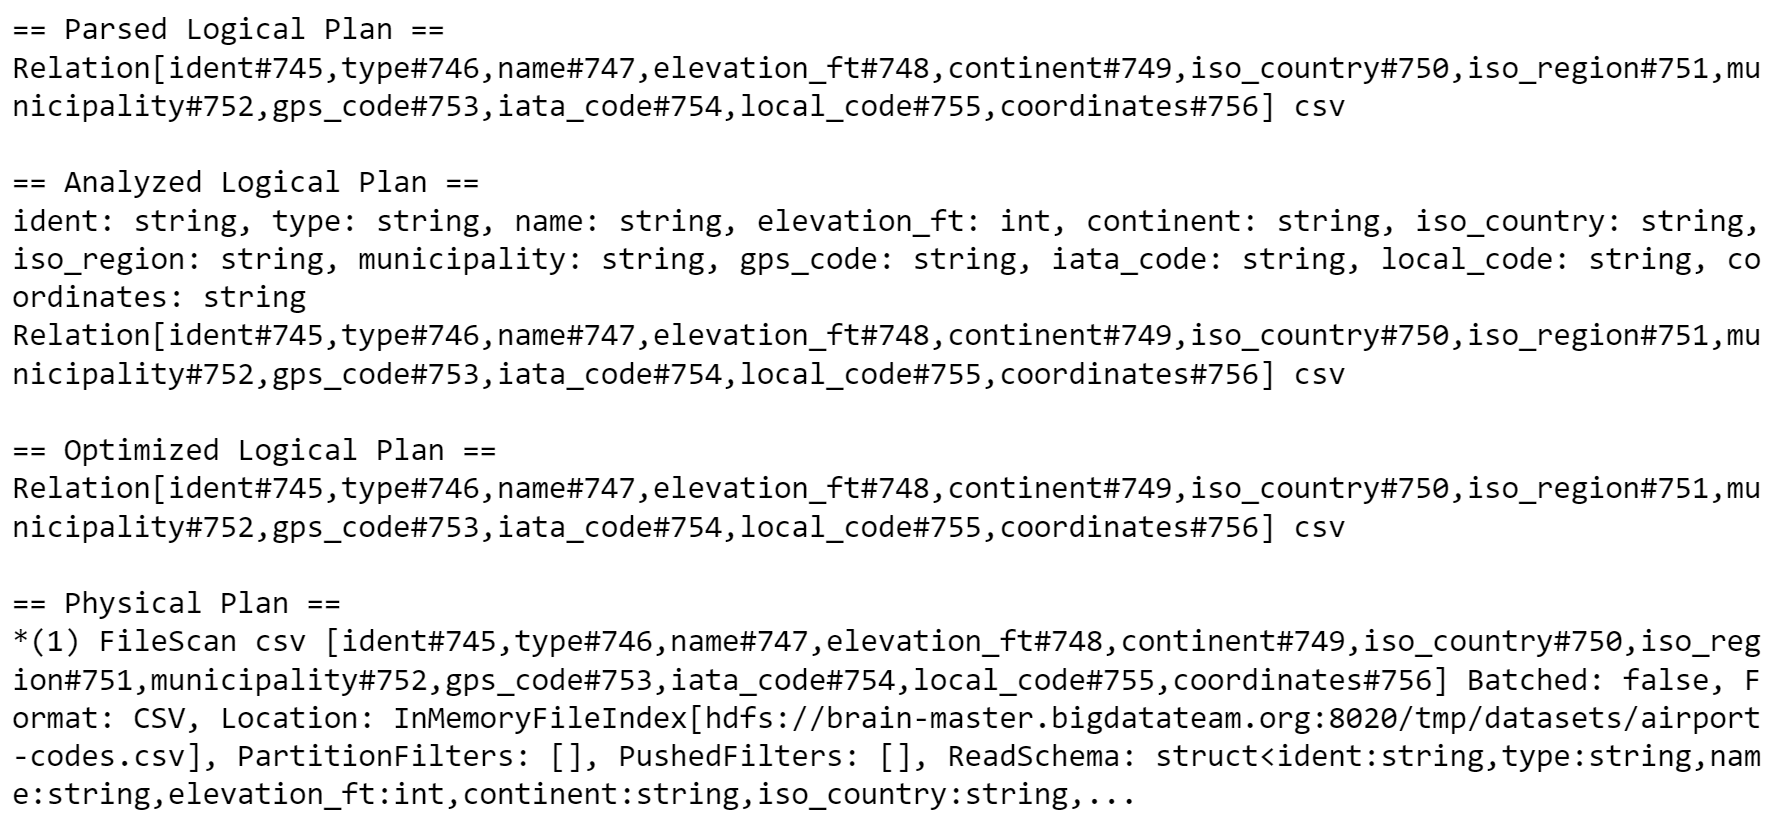 == Parsed Logical Plan ==
Relation[ident#745,type#746,name#747,elevation_ft#748,continent#749,iso_country#750,iso_region#751,mu
nicipality#752,gps_code#753,iata_code#754,local_code#755,coordinates#756] csv

== Analyzed Logical Plan ==
ident: string, type: string, name: string, elevation_ft: int, continent: string, iso_country: string,
iso_region: string, municipality: string, gps_code: string, iata_code: string, local_code: string, co
ordinates: string
Relation[ident#745,type#746,name#747,elevation_ft#748,continent#749,iso_country#750,iso_region#751,mu
nicipality#752,gps_code#753,iata_code#754,local_code#755,coordinates#756] csv

== Optimized Logical Plan ==
Relation[ident#745,type#746,name#747,elevation_ft#748,continent#749,iso_country#750,iso_region#751,mu
nicipality#752,gps_code#753,iata_code#754,local_code#755,coordinates#756] csv

== Physical Plan ==
*(1) FileScan csv [ident#745,type#746,name#747,elevation_ft#748,continent#749,iso_country#750,iso_reg
ion#751,municipality#752,gps_code#753,iata_code#754,local_code#755,coordinates#756] Batched: false, F
ormat: CSV, Location: InMemoryFileIndex[hdfs://brain-master.bigdatateam.org:8020/tmp/datasets/airport
-codes.csv], PartitionFilters: [], PushedFilters: [], ReadSchema: struct<ident:string,type:string,nam
e:string,elevation_ft:int,continent:string,iso_country:string,...